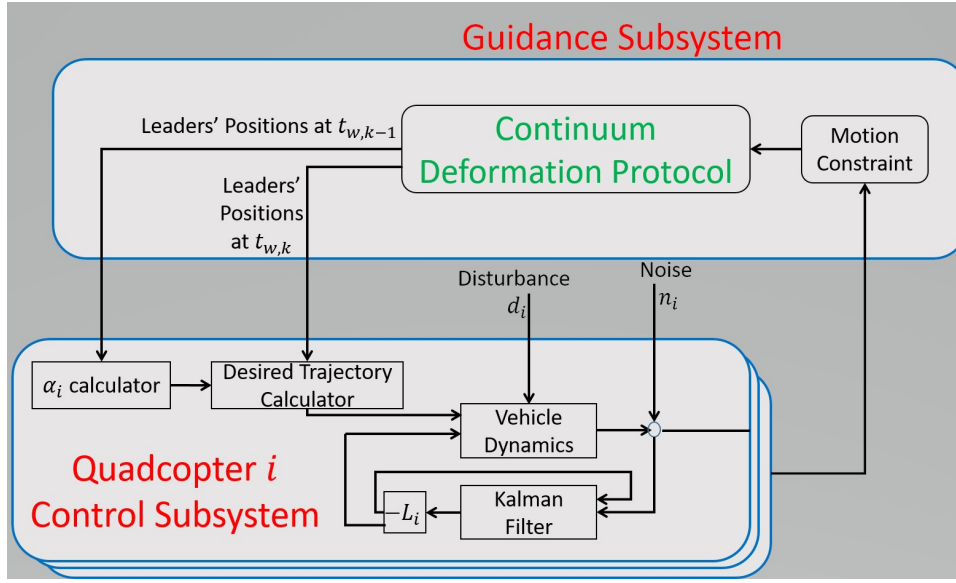 Guidance Subsystem
Leaders' Positions at $t_{w,k-1}$
Continuum
Deformation Protocol
Motion
Constraint
Leaders'
Positions
at $t_{w,k}$
Disturbance
$d_i$
Noise
$n_i$
$\alpha_i$ calculator
Desired Trajectory
Calculator
Vehicle
Dynamics
Quadcopter $i$
Control Subsystem
$-L_i$
Kalman
Filter